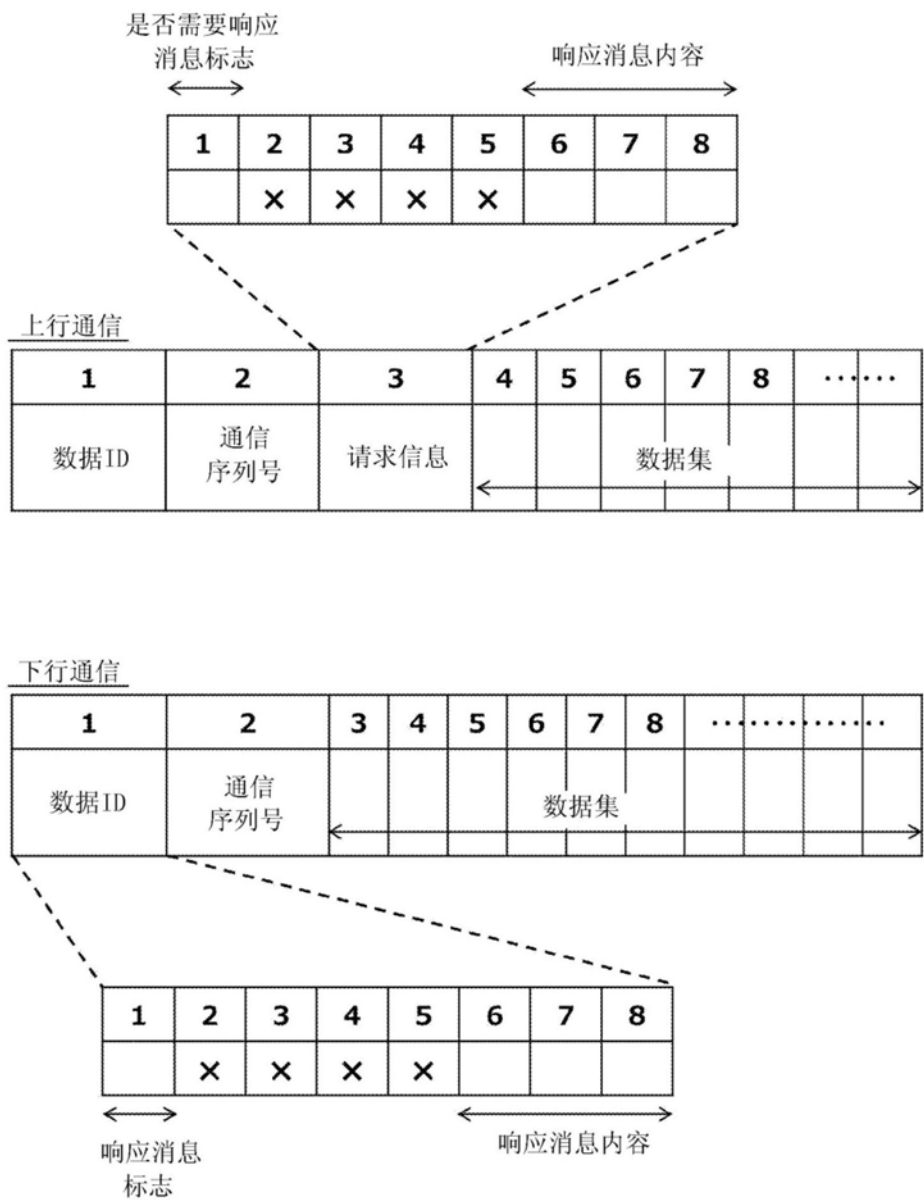 是否需要响应
消息标志
响应消息内容
1 2 3 4 5 6 7 8
× × × ×
上行通信
1 2 3 4 5 6 7 8 ……
数据ID
通信
序列号
请求信息
数据集
下行通信
1 2 3 4 5 6 7 8 ……………
数据ID
通信
序列号
数据集
1 2 3 4 5 6 7 8
× × × ×
响应消息
标志
响应消息内容